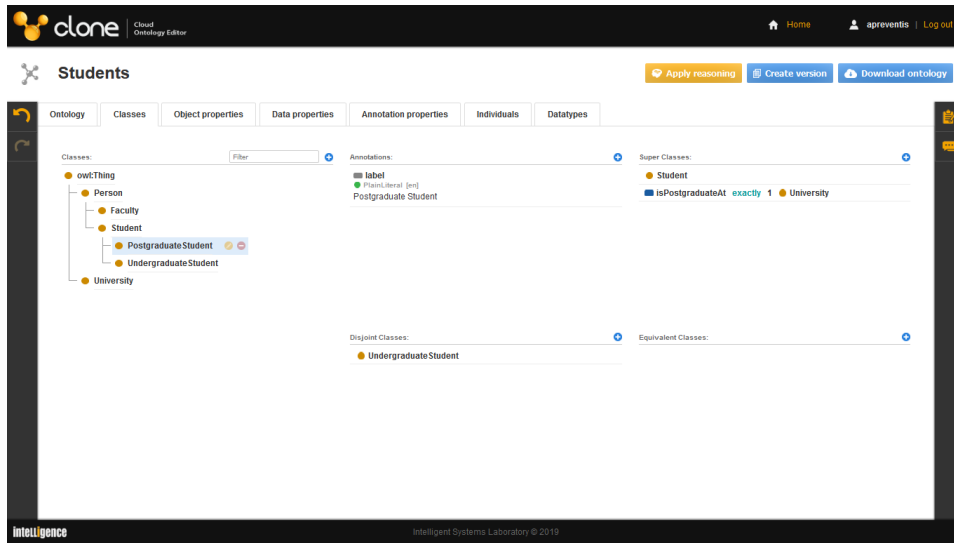 clone Cloud Ontology Editor
Home apreventis | Log out
Students
Apply reasoning Create version Download ontology
Ontology Classes Object properties Data properties Annotation properties Individuals Datatypes
Classes: Filter
owl:Thing
Person
Faculty
Student
PostgraduateStudent
UndergraduateStudent
University
Annotations:
label
PlainLiteral [en]
Postgraduate Student
Super Classes:
Student
isPostgraduateAt exactly 1 University
Disjoint Classes:
UndergraduateStudent
Equivalent Classes:
intelligence
Intelligent Systems Laboratory © 2019